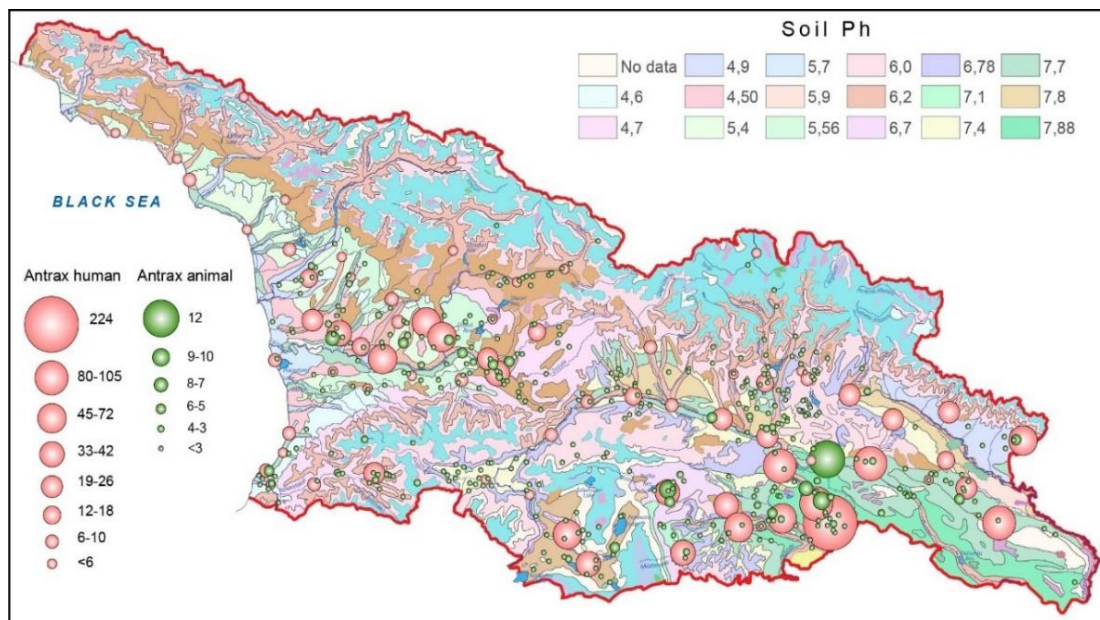 Soil Ph
No data 4,9 5,7 6,0 6,78 7,7
4,6 4,50 5,9 6,2 7,1 7,8
4,7 5,4 5,56 6,7 7,4 7,88
BLACK SEA
Antrax human
224
80-105
45-72
33-42
19-26
12-18
6-10
<6
Antrax animal
12
9-10
8-7
6-5
4-3
<3